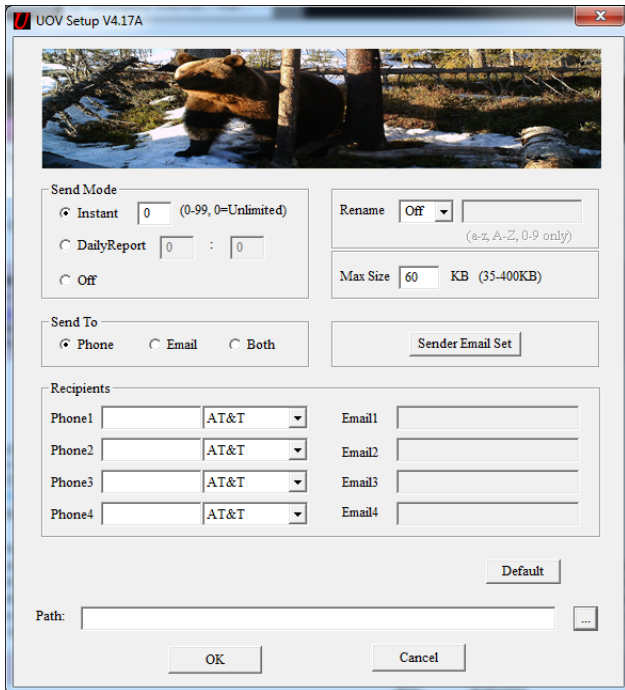 UOV Setup V4.17A
Send Mode
Instant 0 (0-99, 0=Unlimited)
DailyReport 0 : 0
Off
Rename Off
(a-z, A-Z, 0-9 only)
Max Size 60 KB (35-400KB)
Send To
Phone Email Both
Sender Email Set
Recipients
Phone1 AT&T Email1
Phone2 AT&T Email2
Phone3 AT&T Email3
Phone4 AT&T Email4
Default
Path: ...
OK Cancel